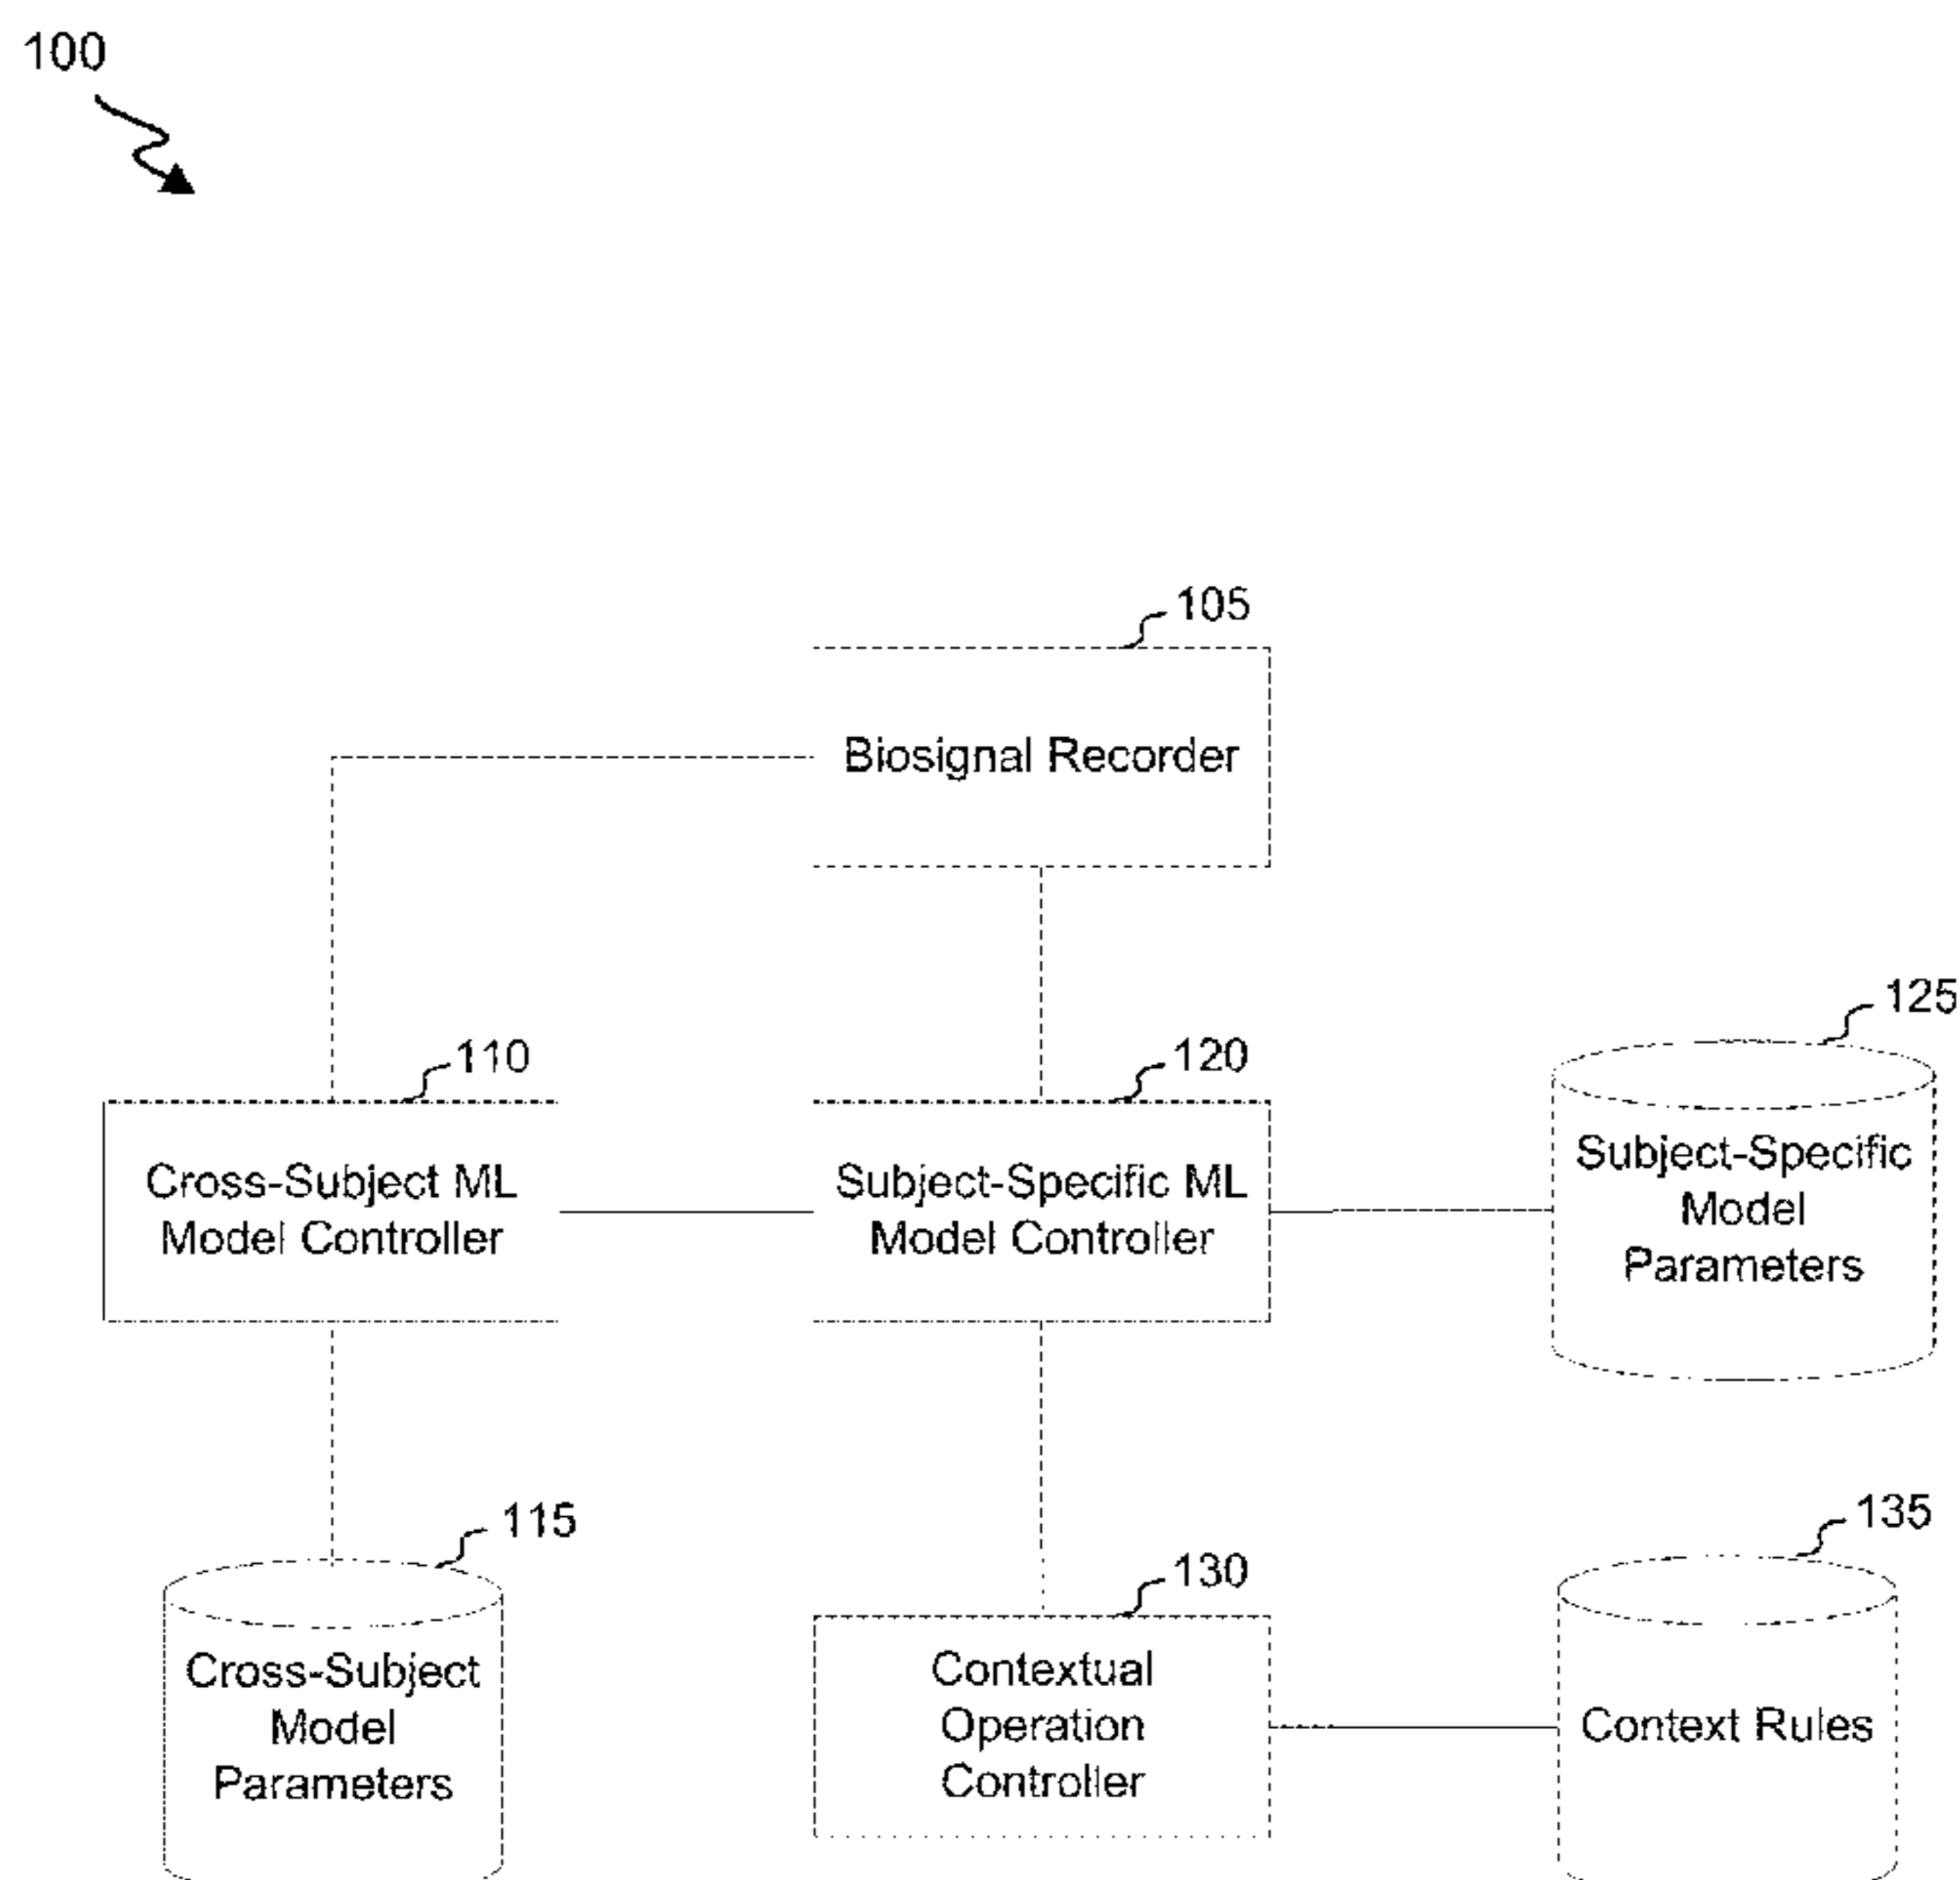 100
105
Biosignal Recorder
110
120
125
Cross-Subject ML
Model Controller
Subject-Specific ML
Model Controller
Subject-Specific
Model
Parameters
115
130
135
Cross-Subject
Model
Parameters
Contextual
Operation
Controller
Context Rules